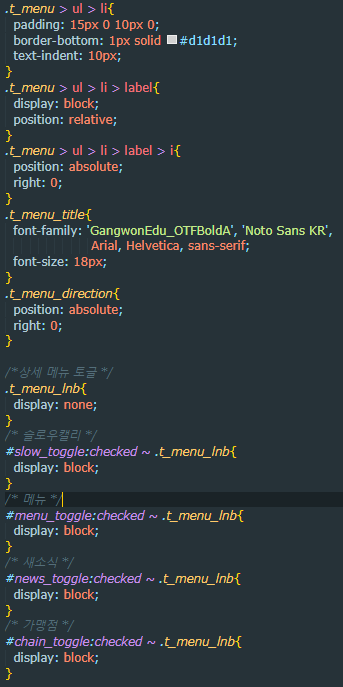 .t_menu > ul > li{
padding: 15px 0 10px 0;
border-bottom: 1px solid #d1d1d1;
text-indent: 10px;
}
.t_menu > ul > li > label{
display: block;
position: relative;
}
.t_menu > ul > li > label > i{
position: absolute;
right: 0;
}
.t_menu_title{
font-family: 'GangwonEdu_OTFBoldA', 'Noto Sans KR',
Arial, Helvetica, sans-serif;
font-size: 18px;
}
.t_menu_direction{
position: absolute;
right: 0;
}
/*상세 메뉴 토글 */
.t_menu_lnb{
display: none;
}
/* 슬로우캘리 */
#slow_toggle:checked ~ .t_menu_lnb{
display: block;
}
/* 메뉴 */
#menu_toggle:checked ~ .t_menu_lnb{
display: block;
}
/* 새소식 */
#news_toggle:checked ~ .t_menu_lnb{
display: block;
}
/* 가맹점 */
#chain_toggle:checked ~ .t_menu_lnb{
display: block;
}